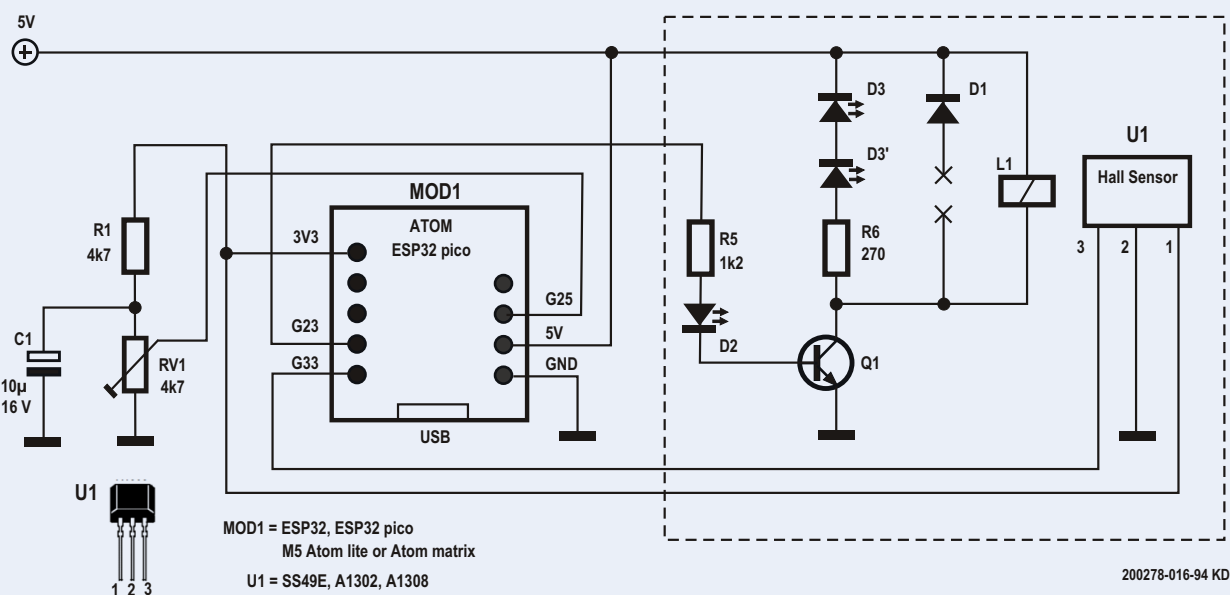 5V
D3
D1
D3'
U1
Hall Sensor
L1
MOD1
ATOM
ESP32 pico
R1
4k7
3V3
R5
1k2
R6
270
3
2
1
G25
G23
5V
C1
10µ
16 V
RV1
4k7
G33
GND
D2
Q1
USB
U1
1 2 3
MOD1 = ESP32, ESP32 pico
M5 Atom lite or Atom matrix
U1 = SS49E, A1302, A1308
200278-016-94 KD